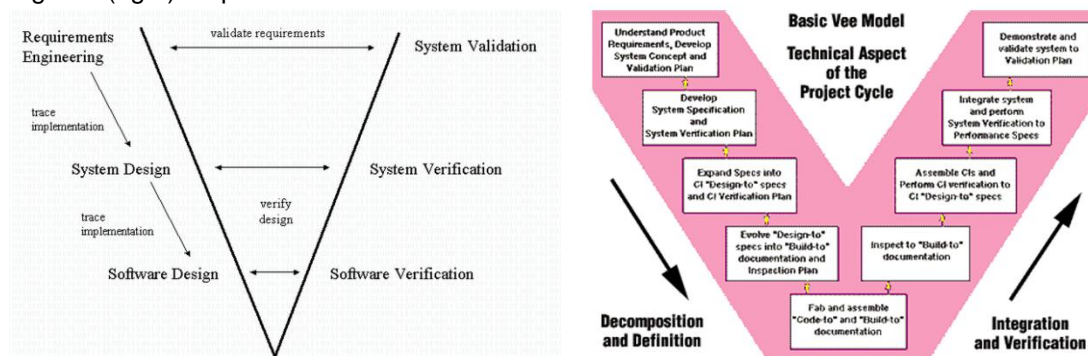 Requirements
Engineering
validate requirements
System Validation
trace
implementation
System Design
System Verification
verify
design
trace
implementation
Software Design
Software Verification
Basic Vee Model
Technical Aspect
of the
Project Cycle
Understand Product
Requirements, Develop
System Concept and
Validation Plan
Develop
System Specification
and
System Verification Plan
Expand Specs into
CI "Design-to" specs
and CI Verification Plan
Evolve "Design-to"
specs into "Build-to"
documentation and
Inspection Plan
Fab and assemble
"Code-to" and "Build-to"
documentation
Inspect to "Build-to"
documentation
Assemble CIs and
Perform CI verification to
CI "Design-to" specs
Integrate system
and perform
System Verification to
Performance Specs
Demonstrate and
validate system to
Validation Plan
Decomposition
and Definition
Integration
and Verification